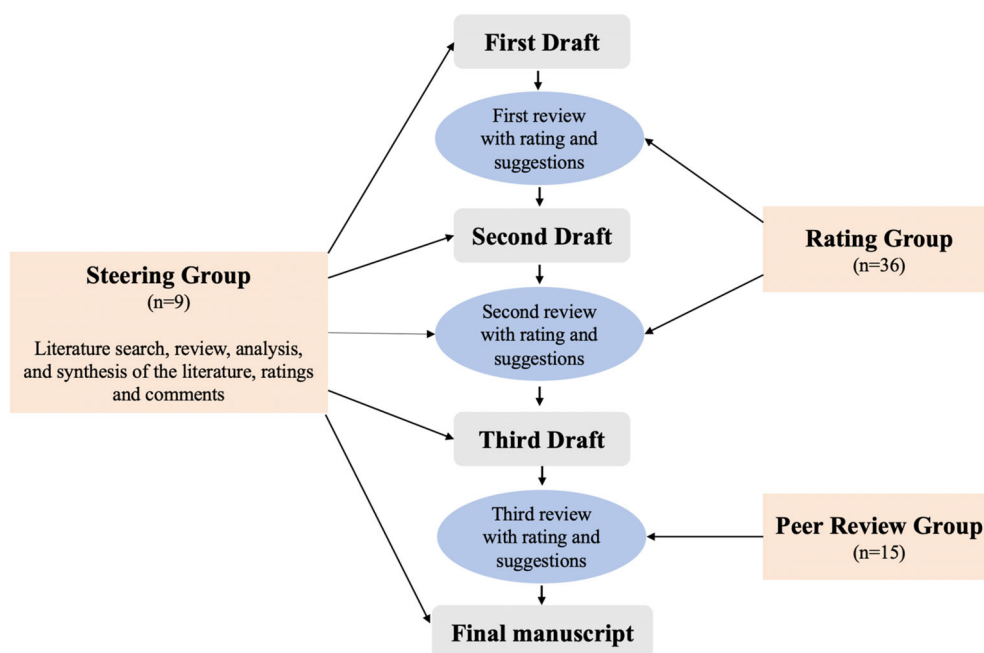 First Draft
First review
with rating and
suggestions
Second Draft
Rating Group
(n=36)
Steering Group
(n=9)
Literature search, review, analysis,
and synthesis of the literature, ratings
and comments
Second review
with rating and
suggestions
Third Draft
Third review
with rating and
suggestions
Peer Review Group
(n=15)
Final manuscript